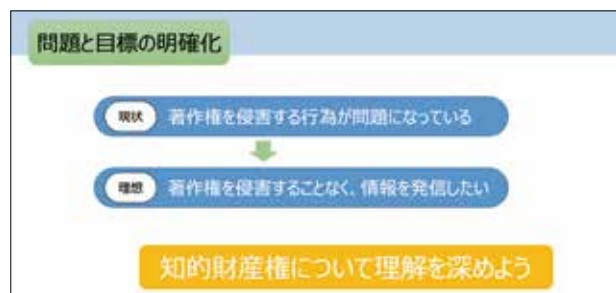 問題と目標の明確化
現状 著作権を侵害する行為が問題になっている
理想 著作権を侵害することなく、情報を発信したい
知的財産権について理解を深めよう